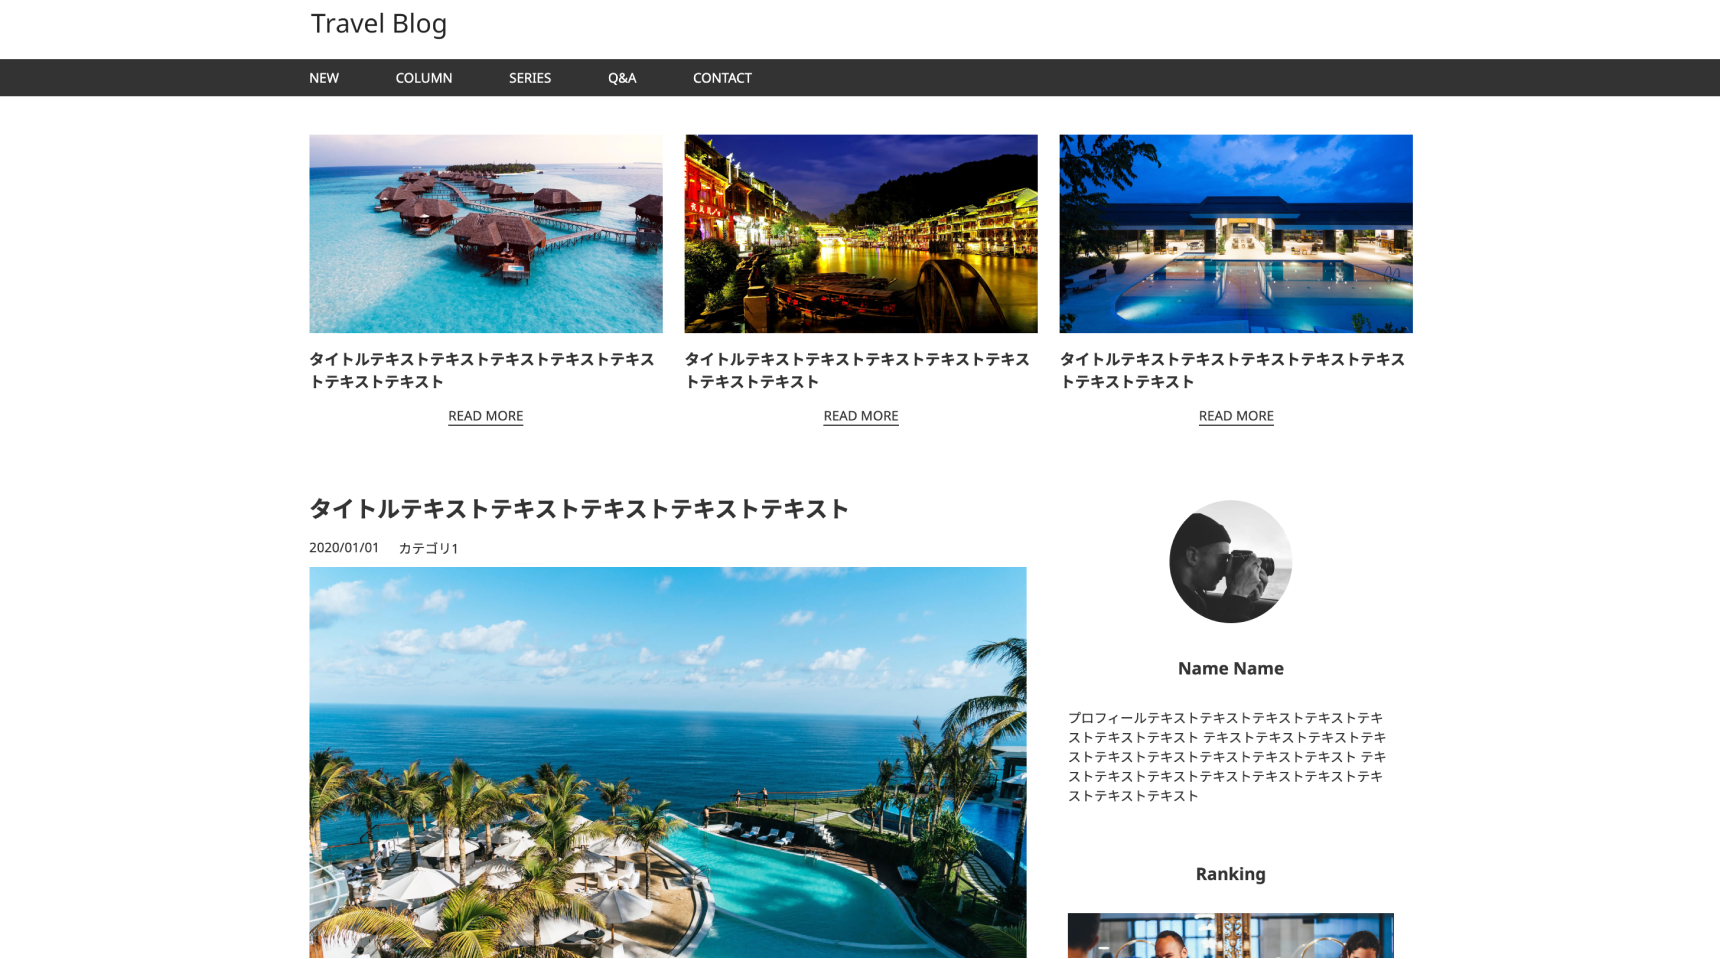 Travel Blog
NEW COLUMN SERIES Q&A CONTACT
タイトルテキストテキストテキストテキストテキス
トテキストテキスト
READ MORE
タイトルテキストテキストテキストテキストテキス
トテキストテキスト
READ MORE
タイトルテキストテキストテキストテキストテキス
トテキストテキスト
READ MORE
タイトルテキストテキストテキストテキストテキスト
2020/01/01 カテゴリ1
Name Name
プロフィールテキストテキストテキストテキストテキ
ストテキストテキスト テキストテキストテキストテキ
ストテキストテキストテキストテキストテキスト テキ
ストテキストテキストテキストテキストテキストテキ
ストテキストテキスト
Ranking